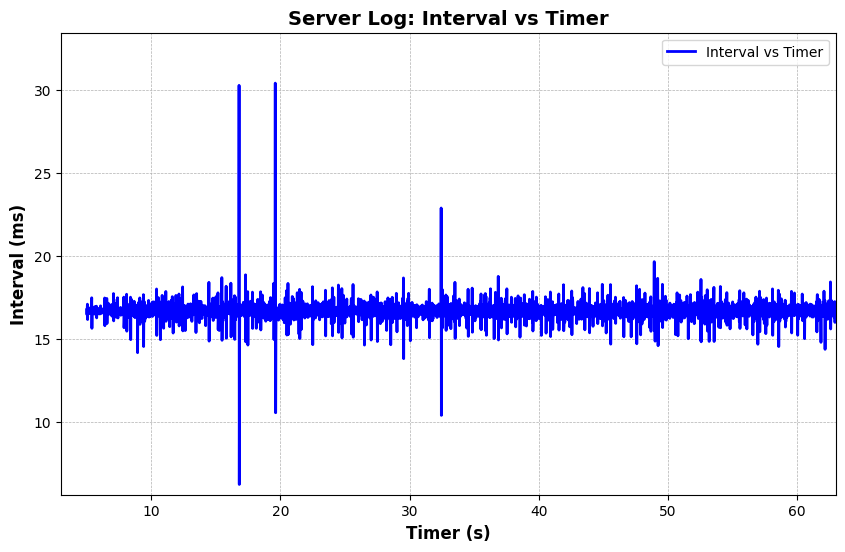 Server Log: Interval vs Timer
Interval vs Timer
30
25
20
15
10
Interval (ms)
10 20 30 40 50 60
Timer (s)